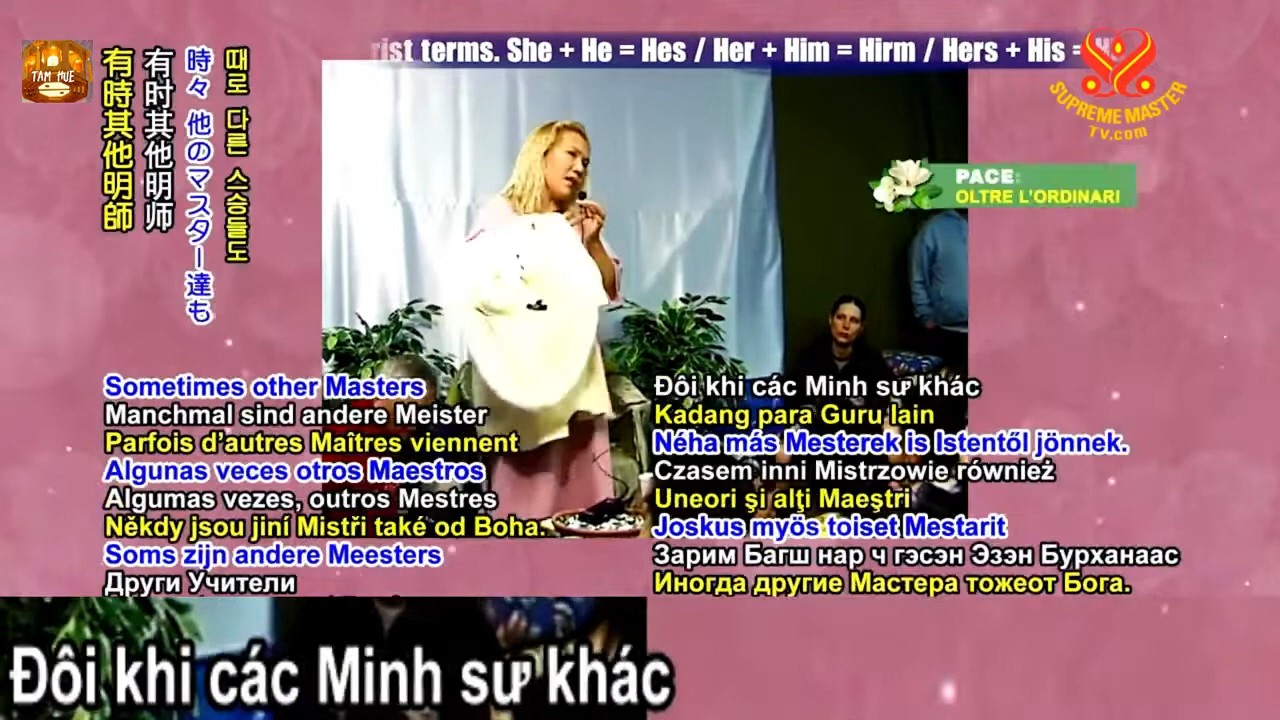 TAM HUE
rist terms. She + He = Hes / Her + Him = Hirm / Hers + His =
SUPREME MASTER
TV.com
PACE:
OLTRE L'ORDINARI
때로 다른 스승들도
時々 他のマスター達も
有时其他明师
有時其他明師
Sometimes other Masters
Manchmal sind andere Meister
Parfois d'autres Maîtres viennent
Algunas veces otros Maestros
Algumas vezes, outros Mestres
Někdy jsou jiní Mistři také od Boha.
Soms zijn andere Meesters
Други Учители
Đôi khi các Minh sư khác
Kadang para Guru lain
Néha más Mesterek is Istentől jönnek.
Czasem inni Mistrzowie również
Uneori şi alţi Maeştri
Joskus myös toiset Mestarit
Зарим Багш нар ч гэсэн Эзэн Бурханаас
Иногда другие Мастера тожеот Бога.
Đôi khi các Minh sư khác